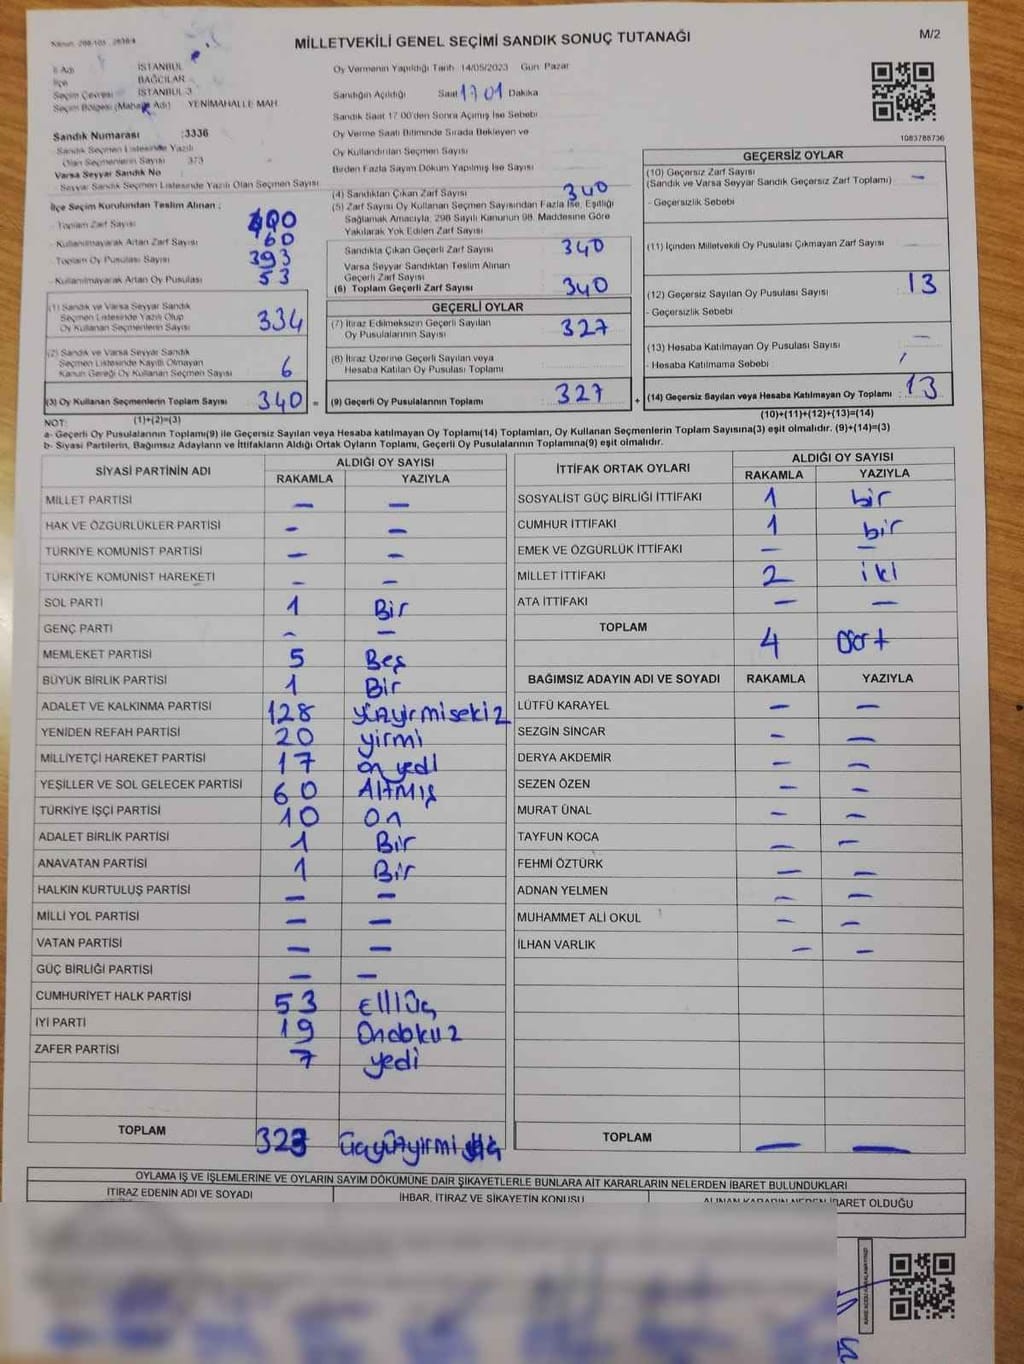 MİLLETVEKİLİ GENEL SEÇİMİ SANDIK SONUÇ TUTANAĞI
M/2
İl Adı İSTANBUL
İlçe BAĞCILAR
Seçim Çevresi İSTANBUL 3
Seçim Bölgesi (Mahalle Adı) YENİMAHALLE MAH.
Oy Vermenin Yapıldığı Tarih 14/05/2023 Gün Pazar
Sandığın Açıldığı Saat 17 01 Dakika
Sandık Saat 17.00'den Sonra Açılmış İse Sebebi
Oy Verme Saati Bitiminde Sırada Bekleyen ve
Oy Kullandırılan Seçmen Sayısı
Birden Fazla Sayım Döküm Yapılmış İse Sayısı
1083788736
Sandık Numarası :3336
Sandık Seçmen Listesinde Yazılı
Olan Seçmenlerin Sayısı 373
Varsa Seyyar Sandık No
Seyyar Sandık Seçmen Listesinde Yazılı Olan Seçmen Sayısı
İlçe Seçim Kurulundan Teslim Alınan :
Toplam Zarf Sayısı 400
Kullanılmayarak Artan Zarf Sayısı 60
Toplam Oy Pusulası Sayısı 393
Kullanılmayarak Artan Oy Pusulası 53
(1) Sandık ve Varsa Seyyar Sandık
Seçmen Listesinde Yazılı Olup
Oy Kullanan Seçmenlerin Sayısı 334
(2) Sandık ve Varsa Seyyar Sandık
Seçmen Listesinde Kayıtlı Olmayan
Kanun Gereği Oy Kullanan Seçmen Sayısı 6
(3) Oy Kullanan Seçmenlerin Toplam Sayısı 340 =
(4) Sandıktan Çıkan Zarf Sayısı 340
(5) Zarf Sayısı Oy Kullanan Seçmen Sayısından Fazla İse, Eşitliği
Sağlamak Amacıyla, 298 Sayılı Kanunun 98. Maddesine Göre
Yakılarak Yok Edilen Zarf Sayısı
Sandıkta Çıkan Geçerli Zarf Sayısı 340
Varsa Seyyar Sandıktan Teslim Alınan
Geçerli Zarf Sayısı
(6) Toplam Geçerli Zarf Sayısı 340
GEÇERLİ OYLAR
(7) İtiraz Edilmeksizin Geçerli Sayılan
Oy Pusulalarının Sayısı 327
(8) İtiraz Üzerine Geçerli Sayılan veya
Hesaba Katılan Oy Pusulası Toplamı
(9) Geçerli Oy Pusulalarının Toplamı 327 +
GEÇERSİZ OYLAR
(10) Geçersiz Zarf Sayısı —
(Sandık ve Varsa Seyyar Sandık Geçersiz Zarf Toplamı)
- Geçersizlik Sebebi
(11) İçinden Milletvekili Oy Pusulası Çıkmayan Zarf Sayısı
(12) Geçersiz Sayılan Oy Pusulası Sayısı 13
- Geçersizlik Sebebi
(13) Hesaba Katılmayan Oy Pusulası Sayısı —
- Hesaba Katılmama Sebebi
(14) Geçersiz Sayılan veya Hesaba Katılmayan Oy Toplamı 13
NOT: (1)+(2)=(3)
(10)+(11)+(12)+(13)=(14)
a- Geçerli Oy Pusulalarının Toplamı(9) ile Geçersiz Sayılan veya Hesaba katılmayan Oy Toplamı(14) Toplamları, Oy Kullanan Seçmenlerin Toplam Sayısına(3) eşit olmalıdır. (9)+(14)=(3)
b- Siyasi Partilerin, Bağımsız Adayların ve İttifakların Aldığı Ortak Oyların Toplamı, Geçerli Oy Pusulalarının Toplamına(9) eşit olmalıdır.
SİYASİ PARTİNİN ADI
ALDIĞI OY SAYISI
RAKAMLA YAZIYLA
MİLLET PARTİSİ — —
HAK VE ÖZGÜRLÜKLER PARTİSİ — —
TÜRKİYE KOMÜNİST PARTİSİ — —
TÜRKİYE KOMÜNİST HAREKETİ — —
SOL PARTİ 1 Bir
GENÇ PARTİ — —
MEMLEKET PARTİSİ 5 Beş
BÜYÜK BİRLİK PARTİSİ 1 Bir
ADALET VE KALKINMA PARTİSİ 128 yüzyirmisekiz
YENİDEN REFAH PARTİSİ 20 yirmi
MİLLİYETÇİ HAREKET PARTİSİ 17 on yedi
YEŞİLLER VE SOL GELECEK PARTİSİ 60 Altmış
TÜRKİYE İŞÇİ PARTİSİ 10 On
ADALET BİRLİK PARTİSİ 1 Bir
ANAVATAN PARTİSİ 1 Bir
HALKIN KURTULUŞ PARTİSİ — —
MİLLİ YOL PARTİSİ — —
VATAN PARTİSİ — —
GÜÇ BİRLİĞİ PARTİSİ — —
CUMHURİYET HALK PARTİSİ 53 Elliüç
İYİ PARTİ 19 Ondokuz
ZAFER PARTİSİ 7 yedi
TOPLAM 323
İTTİFAK ORTAK OYLARI
ALDIĞI OY SAYISI
RAKAMLA YAZIYLA
SOSYALİST GÜÇ BİRLİĞİ İTTİFAKI 1 bir
CUMHUR İTTİFAKI 1 bir
EMEK VE ÖZGÜRLÜK İTTİFAKI — —
MİLLET İTTİFAKI 2 iki
ATA İTTİFAKI — —
TOPLAM 4 Dört
BAĞIMSIZ ADAYIN ADI VE SOYADI RAKAMLA YAZIYLA
LÜTFÜ KARAYEL — —
SEZGİN SİNCAR — —
DERYA AKDEMİR — —
SEZEN ÖZEN — —
MURAT ÜNAL — —
TAYFUN KOCA — —
FEHMİ ÖZTÜRK — —
ADNAN YELMEN — —
MUHAMMET ALİ OKUL — —
İLHAN VARLIK — —
TOPLAM — —
OYLAMA İŞ VE İŞLEMLERİNE VE OYLARIN SAYIM DÖKÜMÜNE DAİR ŞİKAYETLERLE BUNLARA AİT KARARLARIN NELERDEN İBARET BULUNDUKLARI
İTİRAZ EDENİN ADI VE SOYADI
İHBAR, İTİRAZ VE ŞİKAYETİN KONUSU
ALINAN KARARIN NEDEN İBARET OLDUĞU